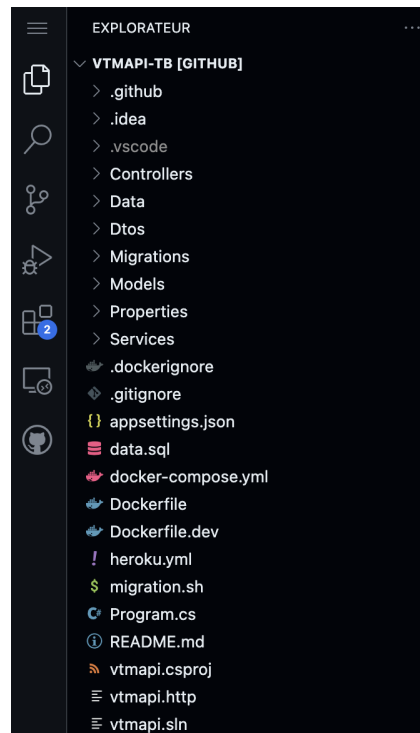 EXPLORATEUR
VTMAPI-TB [GITHUB]
.github
.idea
.vscode
Controllers
Data
Dtos
Migrations
Models
Properties
Services
.dockerignore
.gitignore
{} appsettings.json
data.sql
docker-compose.yml
Dockerfile
Dockerfile.dev
! heroku.yml
$ migration.sh
C# Program.cs
README.md
vtmapi.csproj
vtmapi.http
vtmapi.sln
2